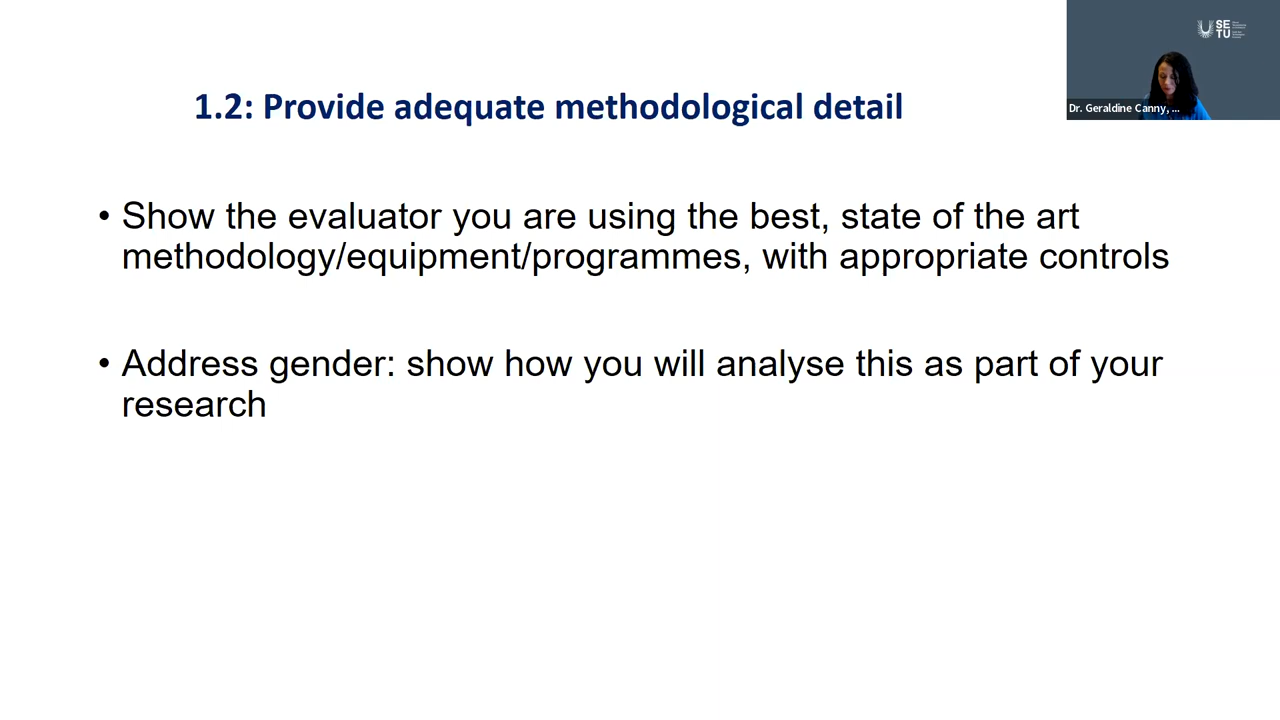 SE
TU
Dr. Geraldine Canny, ...
1.2: Provide adequate methodological detail
• Show the evaluator you are using the best, state of the art
methodology/equipment/programmes, with appropriate controls
• Address gender: show how you will analyse this as part of your
research